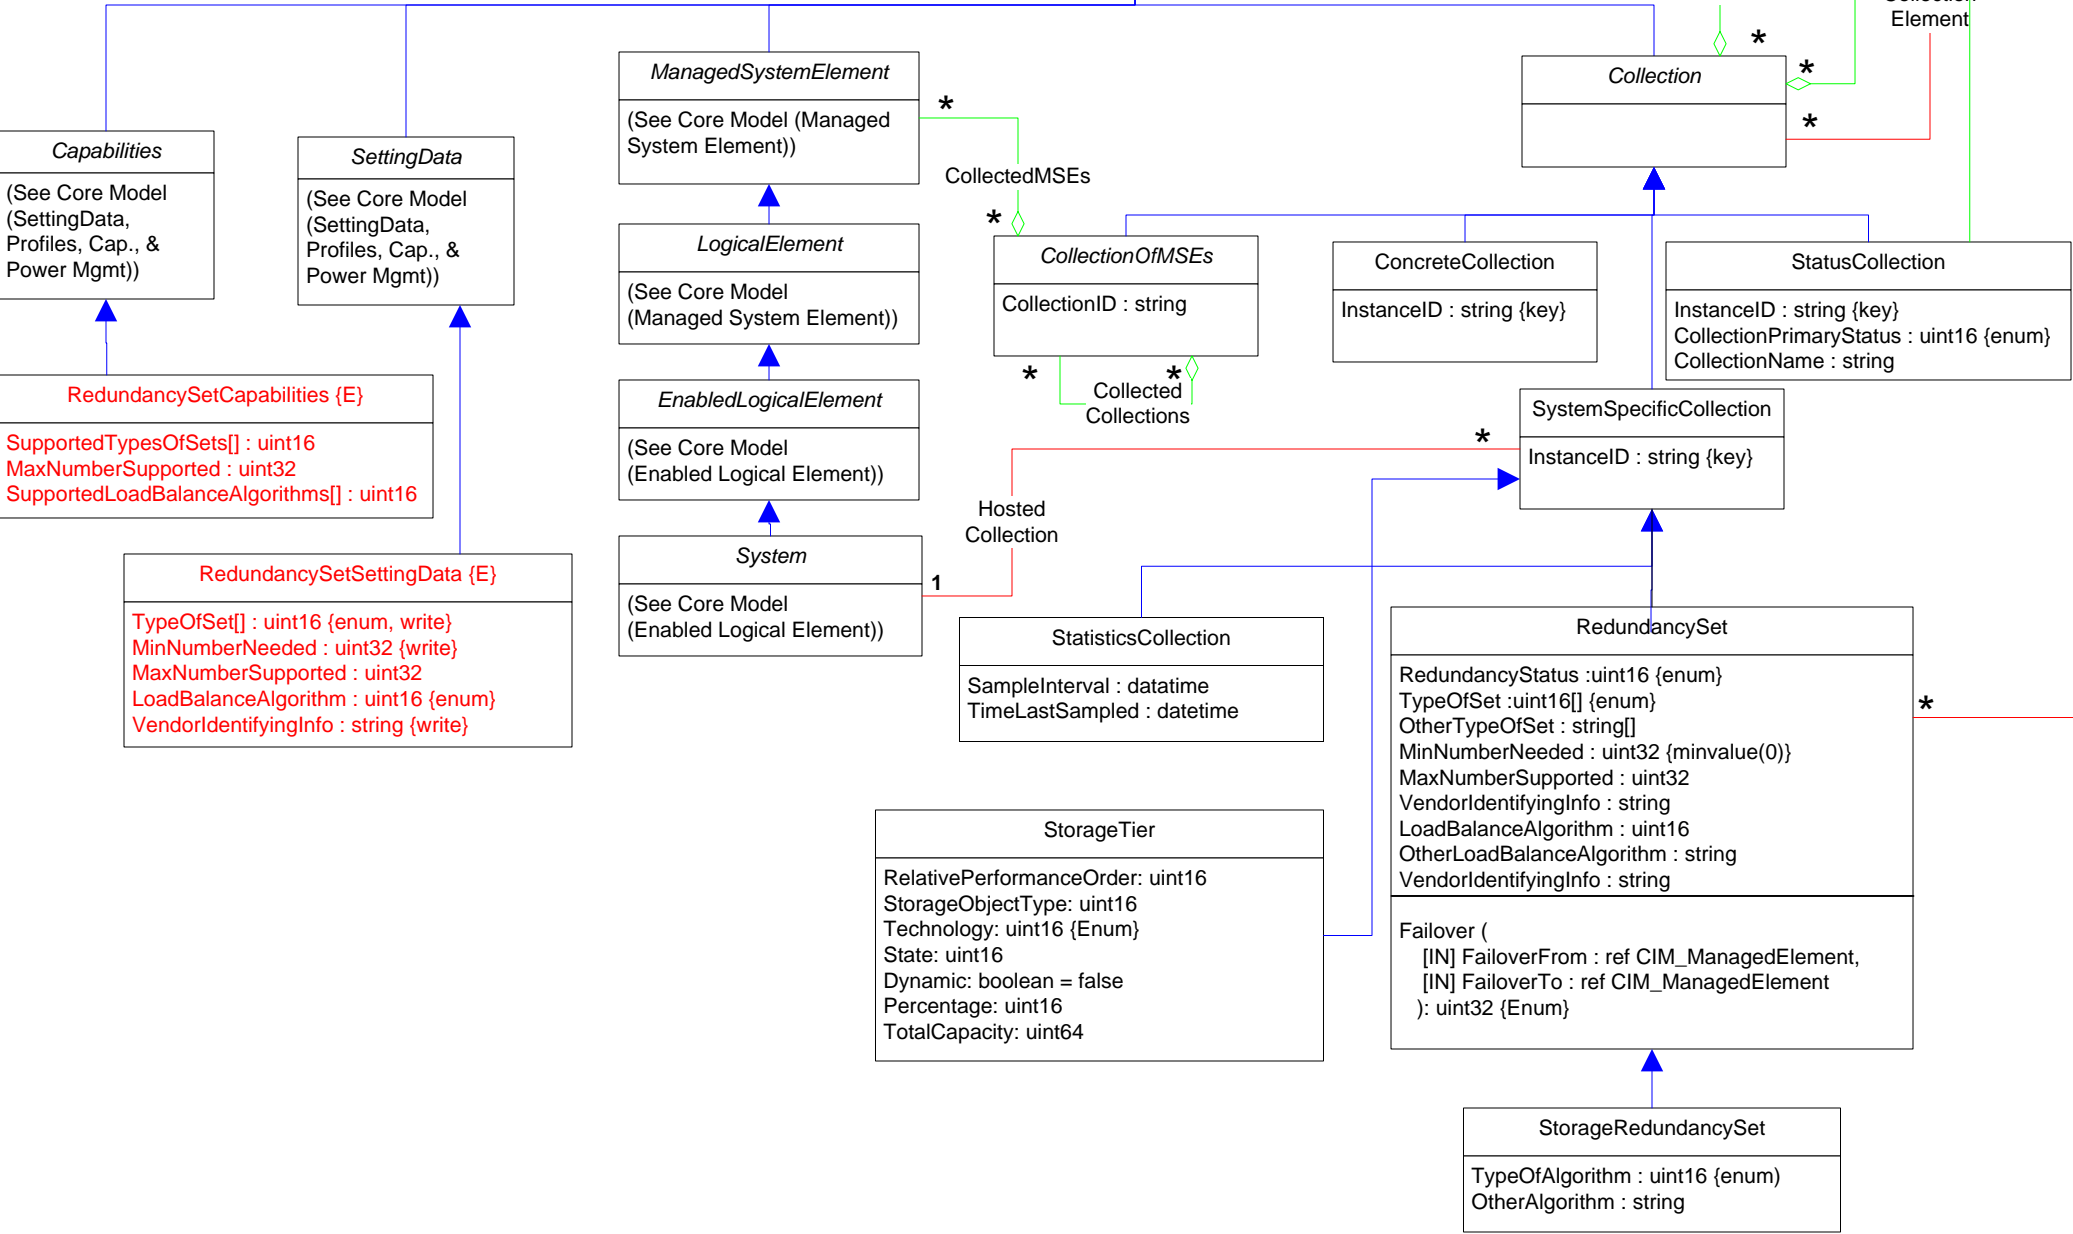 Element
*
*
*
ManagedSystemElement
(See Core Model (Managed
System Element))
*
CollectedMSEs
*
Collection
Capabilities
(See Core Model
(SettingData,
Profiles, Cap., &
Power Mgmt))
SettingData
(See Core Model
(SettingData,
Profiles, Cap., &
Power Mgmt))
LogicalElement
(See Core Model
(Managed System Element))
CollectionOfMSEs
CollectionID : string
*
*
Collected
Collections
ConcreteCollection
InstanceID : string {key}
StatusCollection
InstanceID : string {key}
CollectionPrimaryStatus : uint16 {enum}
CollectionName : string
RedundancySetCapabilities {E}
SupportedTypesOfSets[] : uint16
MaxNumberSupported : uint32
SupportedLoadBalanceAlgorithms[] : uint16
EnabledLogicalElement
(See Core Model
(Enabled Logical Element))
SystemSpecificCollection
InstanceID : string {key}
*
Hosted
Collection
1
System
(See Core Model
(Enabled Logical Element))
RedundancySetSettingData {E}
TypeOfSet[] : uint16 {enum, write}
MinNumberNeeded : uint32 {write}
MaxNumberSupported : uint32
LoadBalanceAlgorithm : uint16 {enum}
VendorIdentifyingInfo : string {write}
StatisticsCollection
SampleInterval : datatime
TimeLastSampled : datetime
RedundancySet
RedundancyStatus :uint16 {enum}
TypeOfSet :uint16[] {enum}
OtherTypeOfSet : string[]
MinNumberNeeded : uint32 {minvalue(0)}
MaxNumberSupported : uint32
VendorIdentifyingInfo : string
LoadBalanceAlgorithm : uint16
OtherLoadBalanceAlgorithm : string
VendorIdentifyingInfo : string
Failover (
[IN] FailoverFrom : ref CIM_ManagedElement,
[IN] FailoverTo : ref CIM_ManagedElement
): uint32 {Enum}
*
StorageTier
RelativePerformanceOrder: uint16
StorageObjectType: uint16
Technology: uint16 {Enum}
State: uint16
Dynamic: boolean = false
Percentage: uint16
TotalCapacity: uint64
StorageRedundancySet
TypeOfAlgorithm : uint16 {enum)
OtherAlgorithm : string